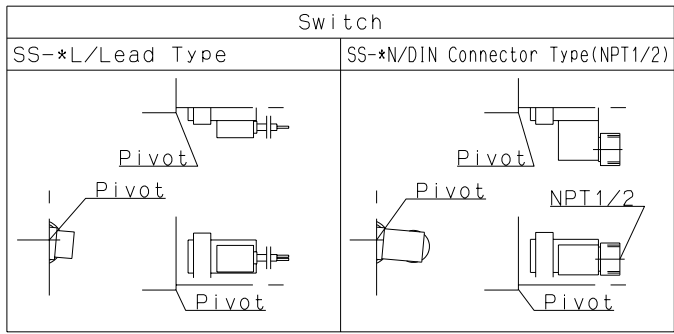 Switch
SS-*L/Lead Type
SS-*N/DIN Connector Type(NPT1/2)
Pivot
Pivot
Pivot
Pivot
NPT1/2
Pivot
Pivot